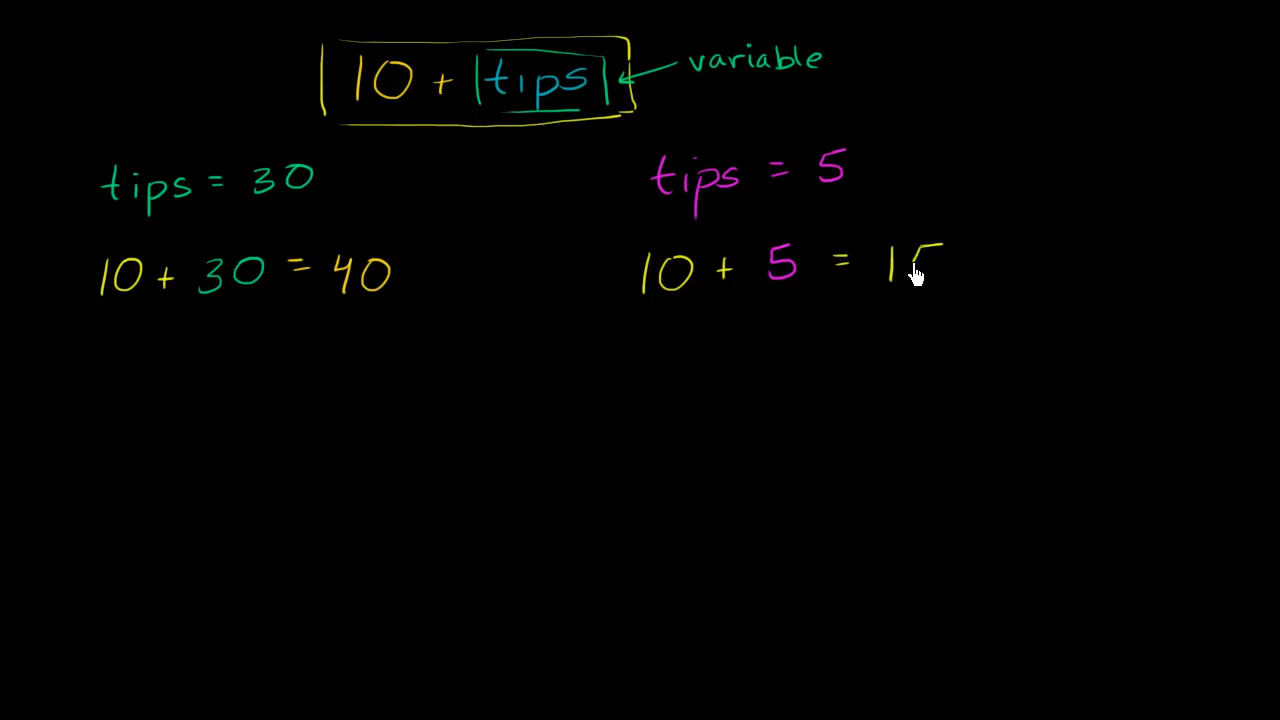 10 + tips
variable
tips = 30
tips = 5
10 + 30 = 40
10 + 5 = 15